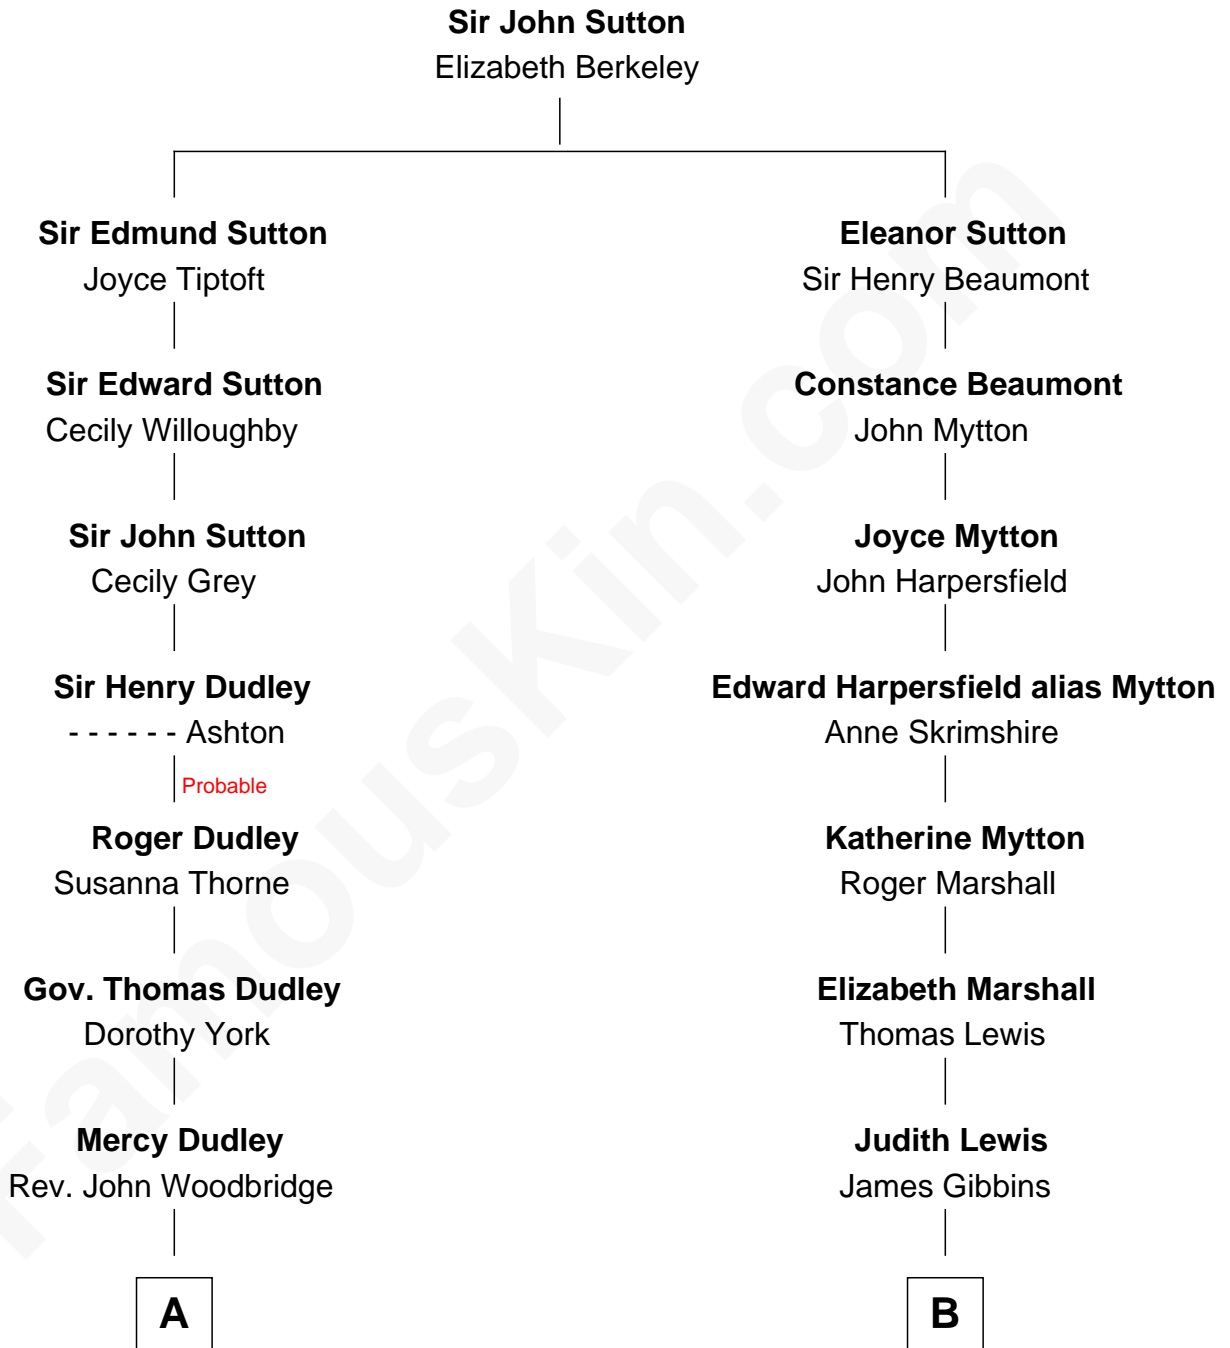 Sir John Sutton
Elizabeth Berkeley
Sir Edmund Sutton
Joyce Tiptoft
Eleanor Sutton
Sir Henry Beaumont
Sir Edward Sutton
Cecily Willoughby
Constance Beaumont
John Mytton
Sir John Sutton
Cecily Grey
Joyce Mytton
John Harpersfield
Sir Henry Dudley
- - - - - - Ashton
Edward Harpersfield alias Mytton
Anne Skrimshire
Probable
Roger Dudley
Susanna Thorne
Katherine Mytton
Roger Marshall
Gov. Thomas Dudley
Dorothy York
Elizabeth Marshall
Thomas Lewis
Mercy Dudley
Rev. John Woodbridge
Judith Lewis
James Gibbins
A
B
FamousKin.com